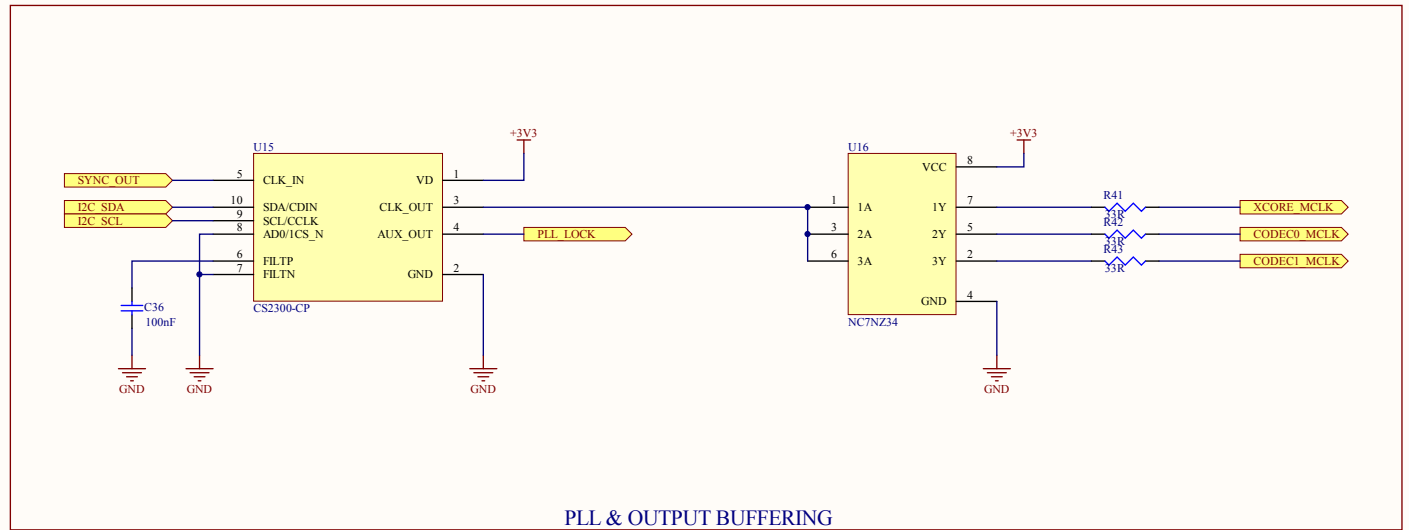 +3V3
U15
SYNC_OUT
5 CLK_IN VD 1
I2C_SDA
10 SDA/CDIN CLK_OUT 3
I2C_SCL
9 SCL/CCLK
8 AD0/1CS_N AUX_OUT 4
PLL_LOCK
6 FILTP
7 FILTN GND 2
CS2300-CP
C36
100nF
GND
GND
GND
+3V3
U16
VCC 8
1 1A 1Y 7
R41
33R
XCORE_MCLK
3 2A 2Y 5
R42
33R
CODEC0_MCLK
6 3A 3Y 2
R43
33R
CODEC1_MCLK
GND 4
NC7NZ34
GND
PLL & OUTPUT BUFFERING